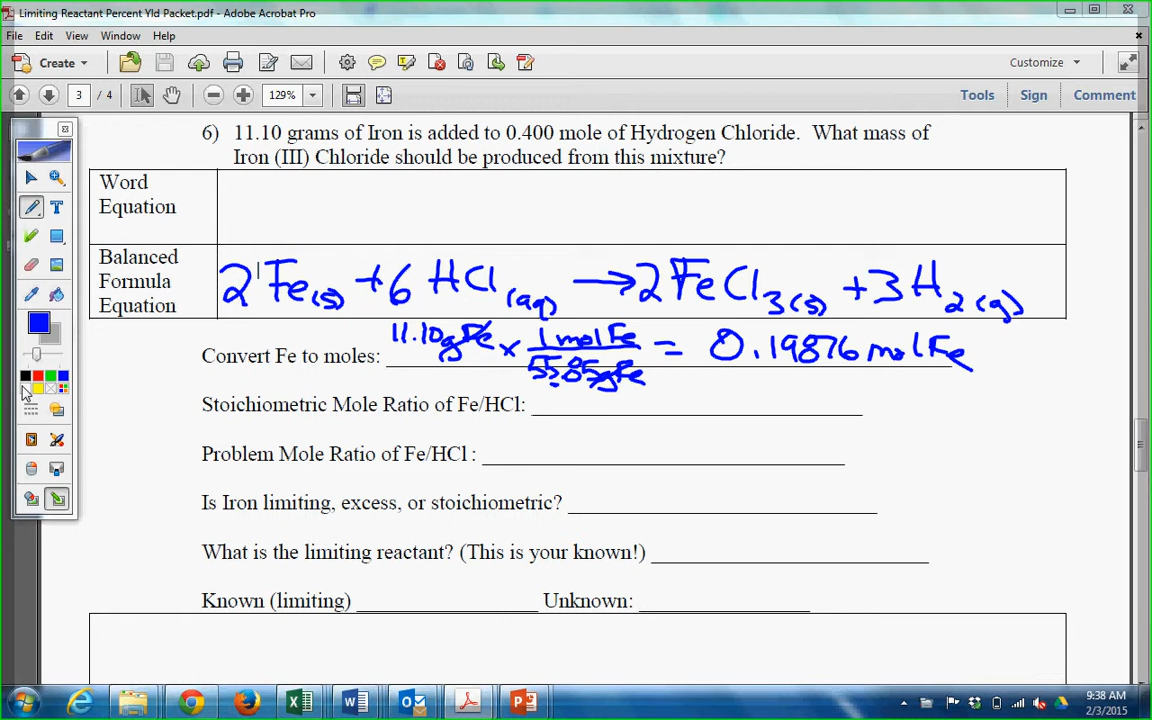 Limiting Reactant Percent Yld Packet.pdf - Adobe Acrobat Pro
File Edit View Window Help
Create 3 / 4 129% Customize
Tools Sign Comment
6) 11.10 grams of Iron is added to 0.400 mole of Hydrogen Chloride. What mass of
Iron (III) Chloride should be produced from this mixture?
Word
Equation
Balanced
Formula
Equation
2 Fe(s) + 6 HCl(aq) → 2 FeCl3(s) + 3 H2(g)
Convert Fe to moles: 11.10g Fe x 1 mol Fe / 55.85g Fe = 0.19876 mol Fe
Stoichiometric Mole Ratio of Fe/HCl:
Problem Mole Ratio of Fe/HCl :
Is Iron limiting, excess, or stoichiometric?
What is the limiting reactant? (This is your known!)
Known (limiting) Unknown:
9:38 AM
2/3/2015